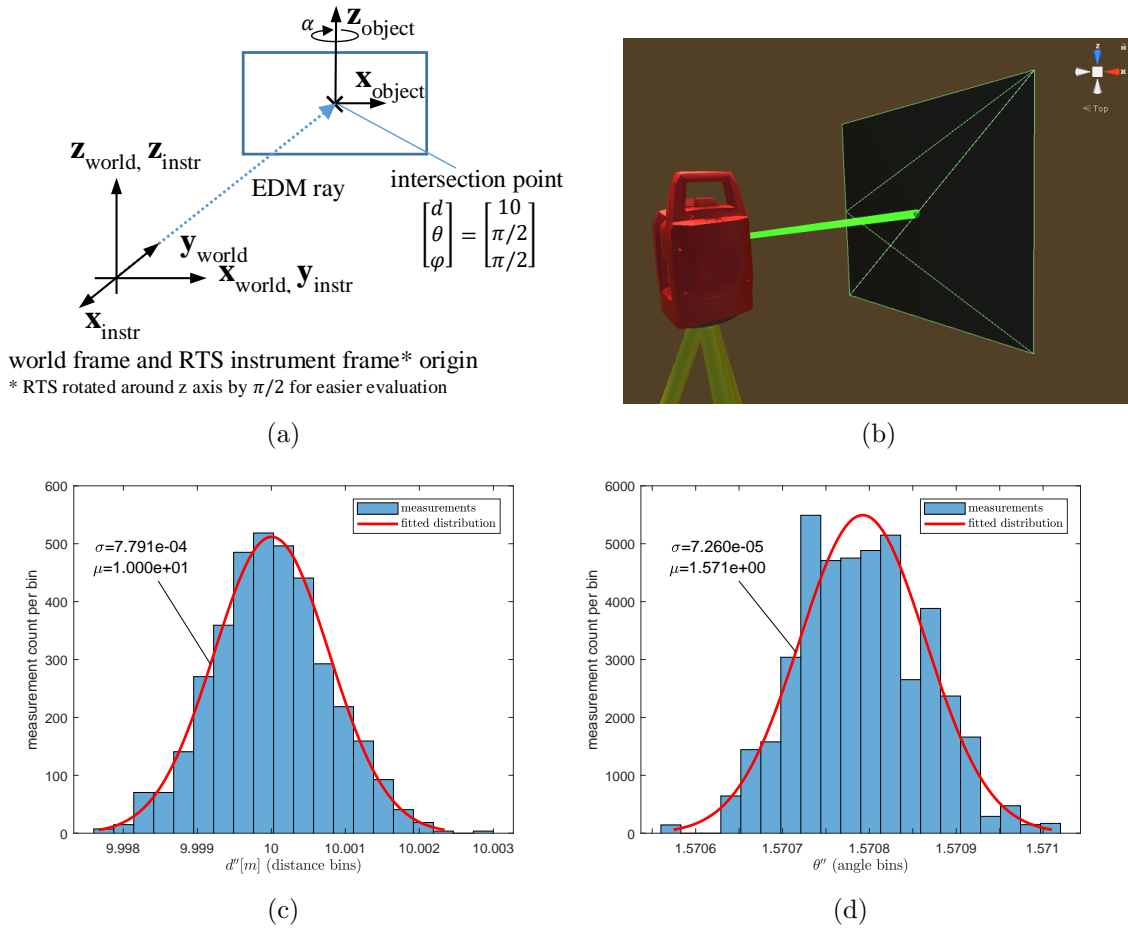 α
z_object
x_object
z_world, z_instr
EDM ray
intersection point
[d θ φ] = [10 π/2 π/2]
y_world
x_world, y_instr
x_instr
world frame and RTS instrument frame* origin
* RTS rotated around z axis by π/2 for easier evaluation
(a)
z
x
<Top
(b)
600
500
400
300
200
100
0
measurement count per bin
σ=7.791e-04
μ=1.000e+01
measurements
fitted distribution
9.998 9.999 10 10.001 10.002 10.003
d″[m] (distance bins)
(c)
6000
5000
4000
3000
2000
1000
0
measurement count per bin
σ=7.260e-05
μ=1.571e+00
measurements
fitted distribution
1.5706 1.5707 1.5708 1.5709 1.571
θ″ (angle bins)
(d)